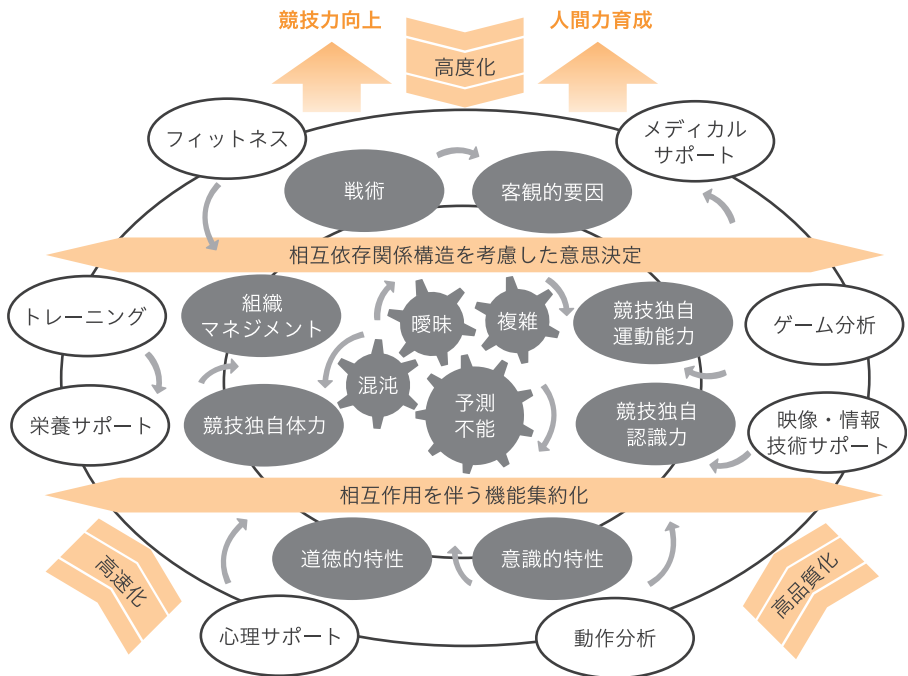 競技力向上
人間力育成
高度化
フィットネス
メディカル
サポート
戦術
客観的要因
相互依存関係構造を考慮した意思決定
トレーニング
組織
マネジメント
曖昧
複雑
競技独自
運動能力
ゲーム分析
混沌
予測
不能
栄養サポート
競技独自体力
競技独自
認識力
映像・情報
技術サポート
相互作用を伴う機能集約化
高速化
道徳的特性
意識的特性
高品質化
心理サポート
動作分析